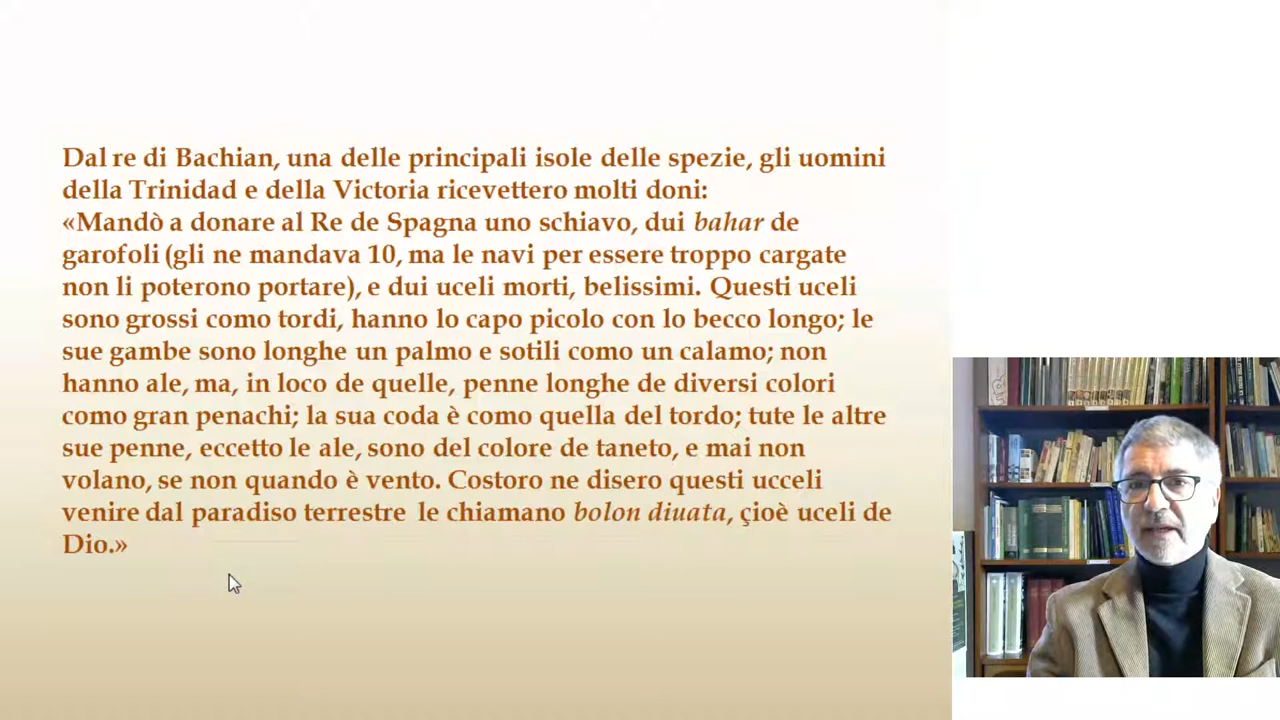 Dal re di Bachian, una delle principali isole delle spezie, gli uomini
della Trinidad e della Victoria ricevettero molti doni:
«Mandò a donare al Re de Spagna uno schiavo, dui bahar de
garofoli (gli ne mandava 10, ma le navi per essere troppo cargate
non li poterono portare), e dui uceli morti, belissimi. Questi uceli
sono grossi como tordi, hanno lo capo picolo con lo becco longo; le
sue gambe sono longhe un palmo e sotili como un calamo; non
hanno ale, ma, in loco de quelle, penne longhe de diversi colori
como gran penachi; la sua coda è como quella del tordo; tute le altre
sue penne, eccetto le ale, sono del colore de taneto, e mai non
volano, se non quando è vento. Costoro ne disero questi ucceli
venire dal paradiso terrestre le chiamano bolon diuata, çioè uceli de
Dio.»